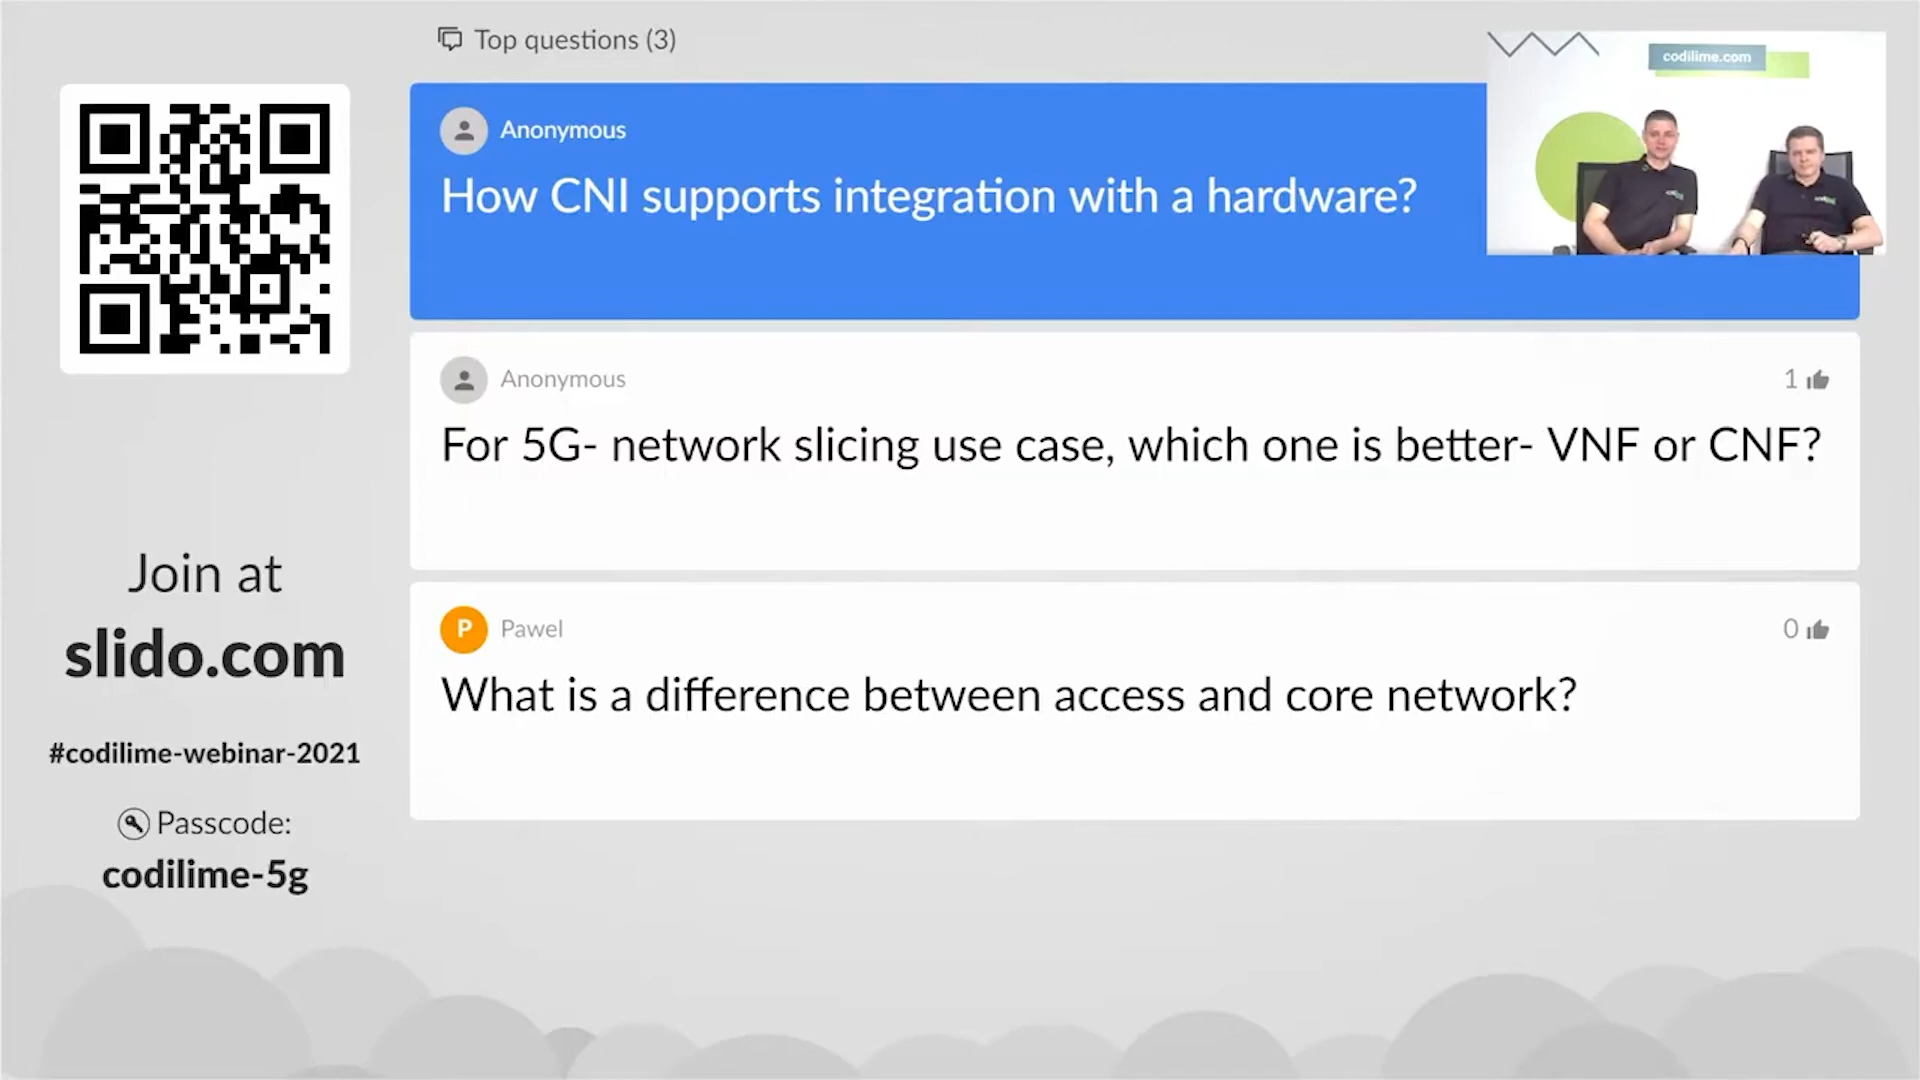 Top questions (3)
codilime.com
Anonymous
How CNI supports integration with a hardware?
Anonymous
1
For 5G- network slicing use case, which one is better- VNF or CNF?
P Pawel
0
What is a difference between access and core network?
Join at
slido.com
#codilime-webinar-2021
Passcode:
codilime-5g